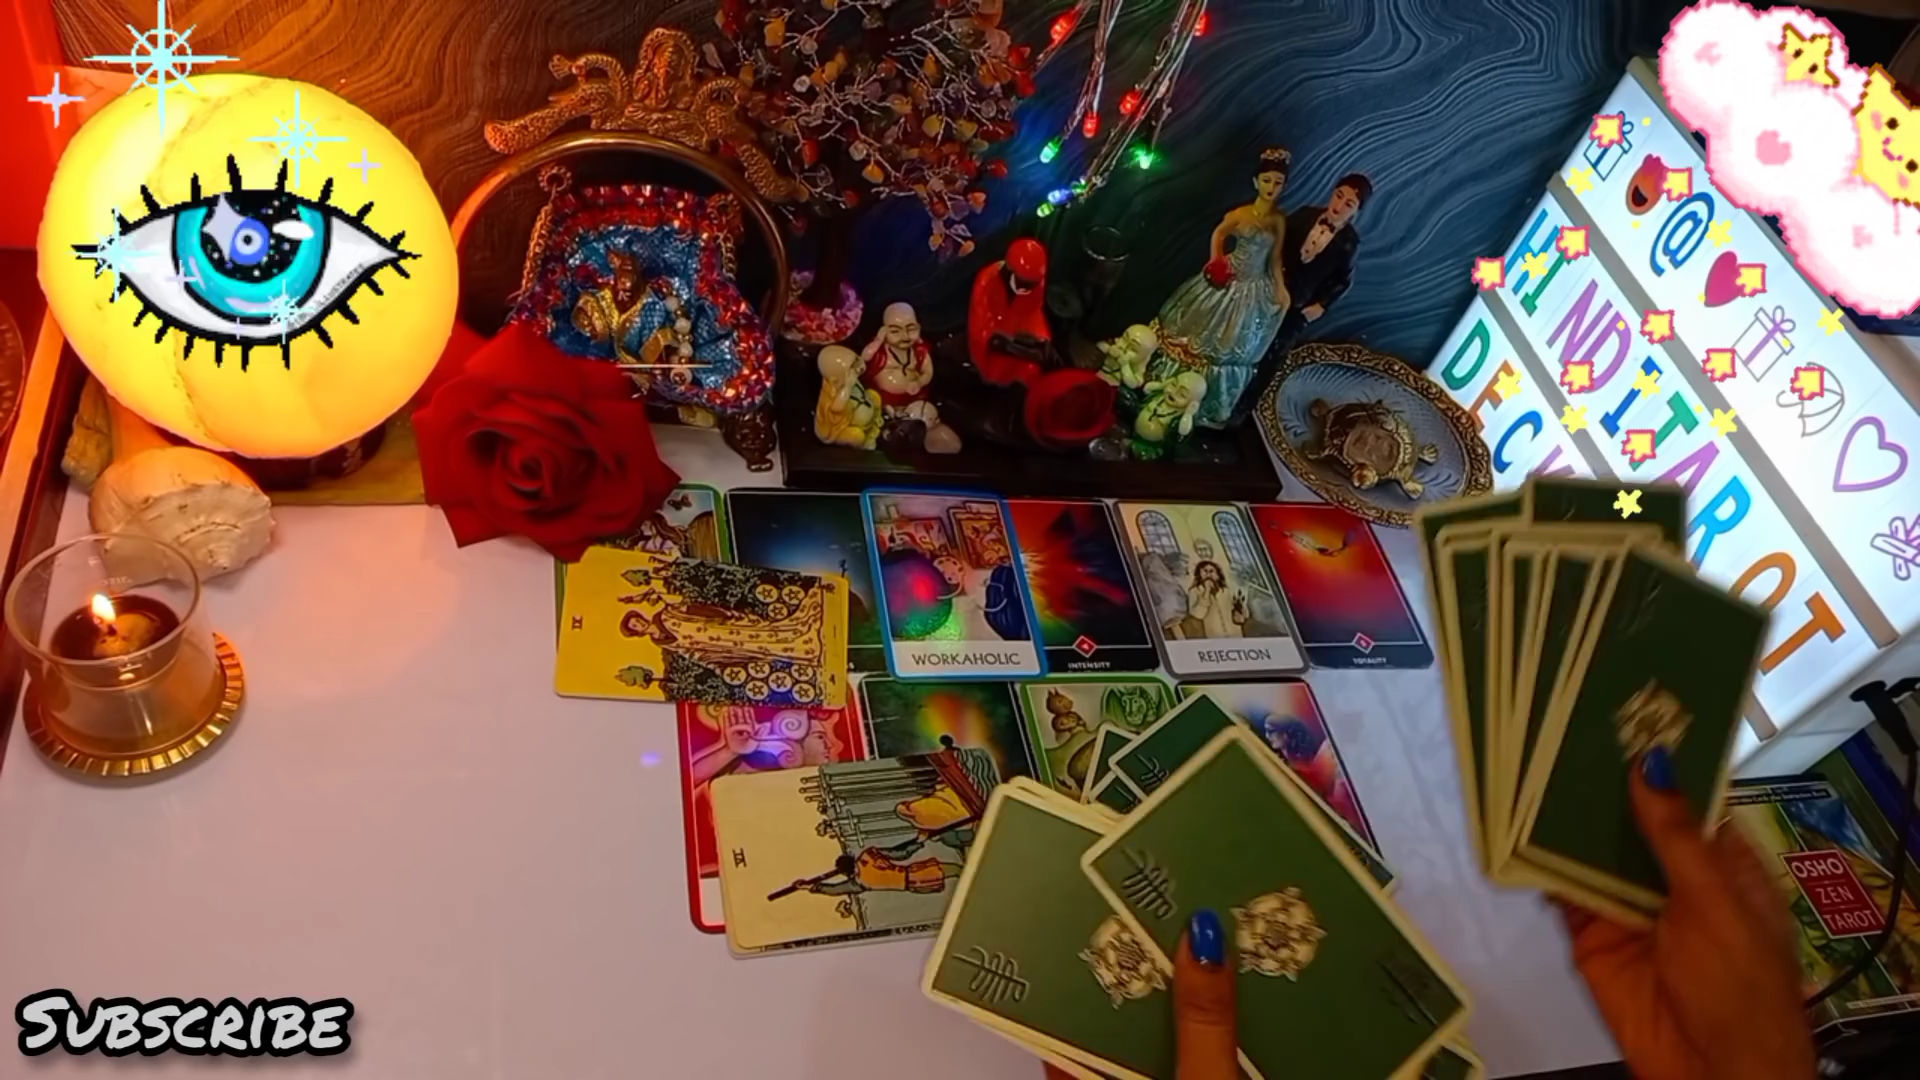 @
HINDI TAROT
DECK
WORKAHOLIC
INTENSITY
REJECTION
TOTALITY
OSHO
ZEN
TAROT
SUBSCRIBE